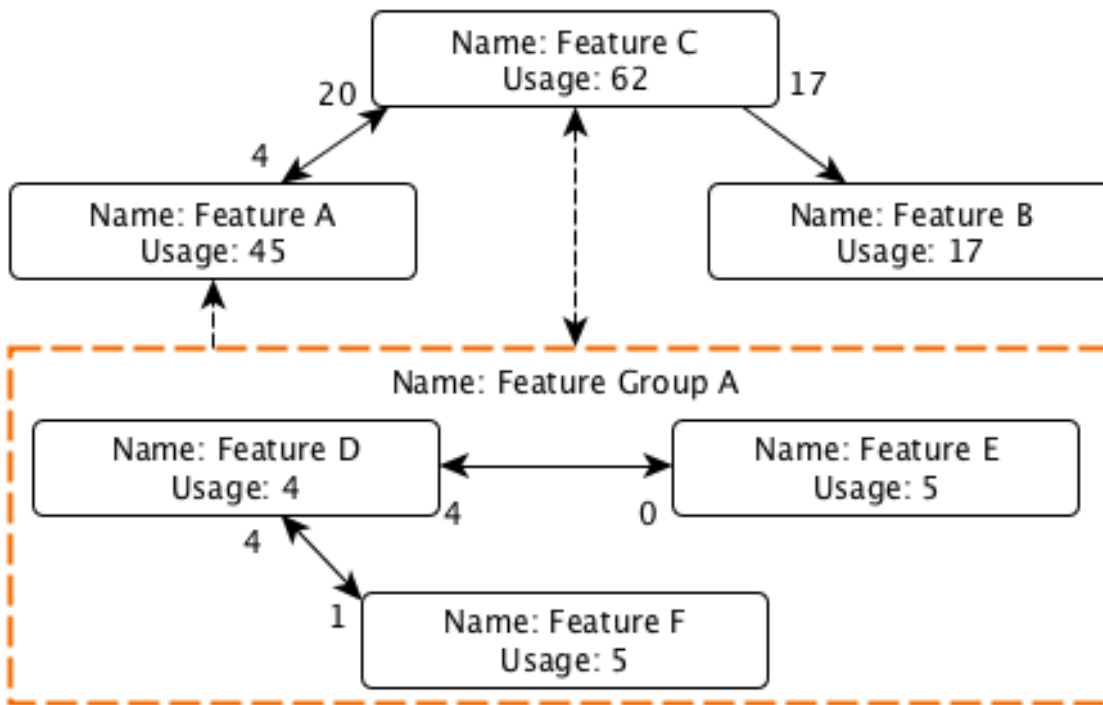 Name: Feature C
Usage: 62
20
17
4
Name: Feature A
Usage: 45
Name: Feature B
Usage: 17
Name: Feature Group A
Name: Feature D
Usage: 4
Name: Feature E
Usage: 5
4
0
4
1
Name: Feature F
Usage: 5